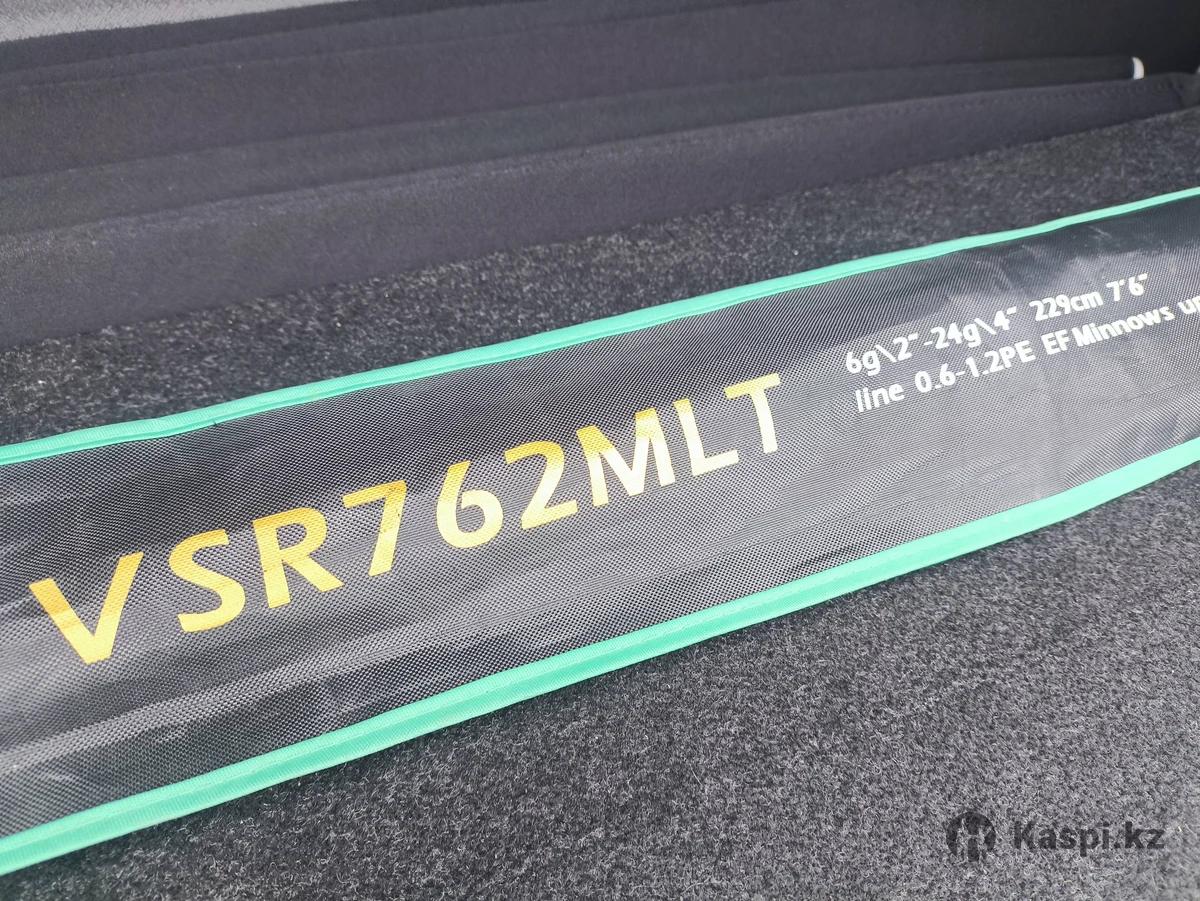 VSR762MLT
6g\2"-24g\4" 229cm 7'6"
line 0.6-1.2PE EF Minnows
Kaspi.kz